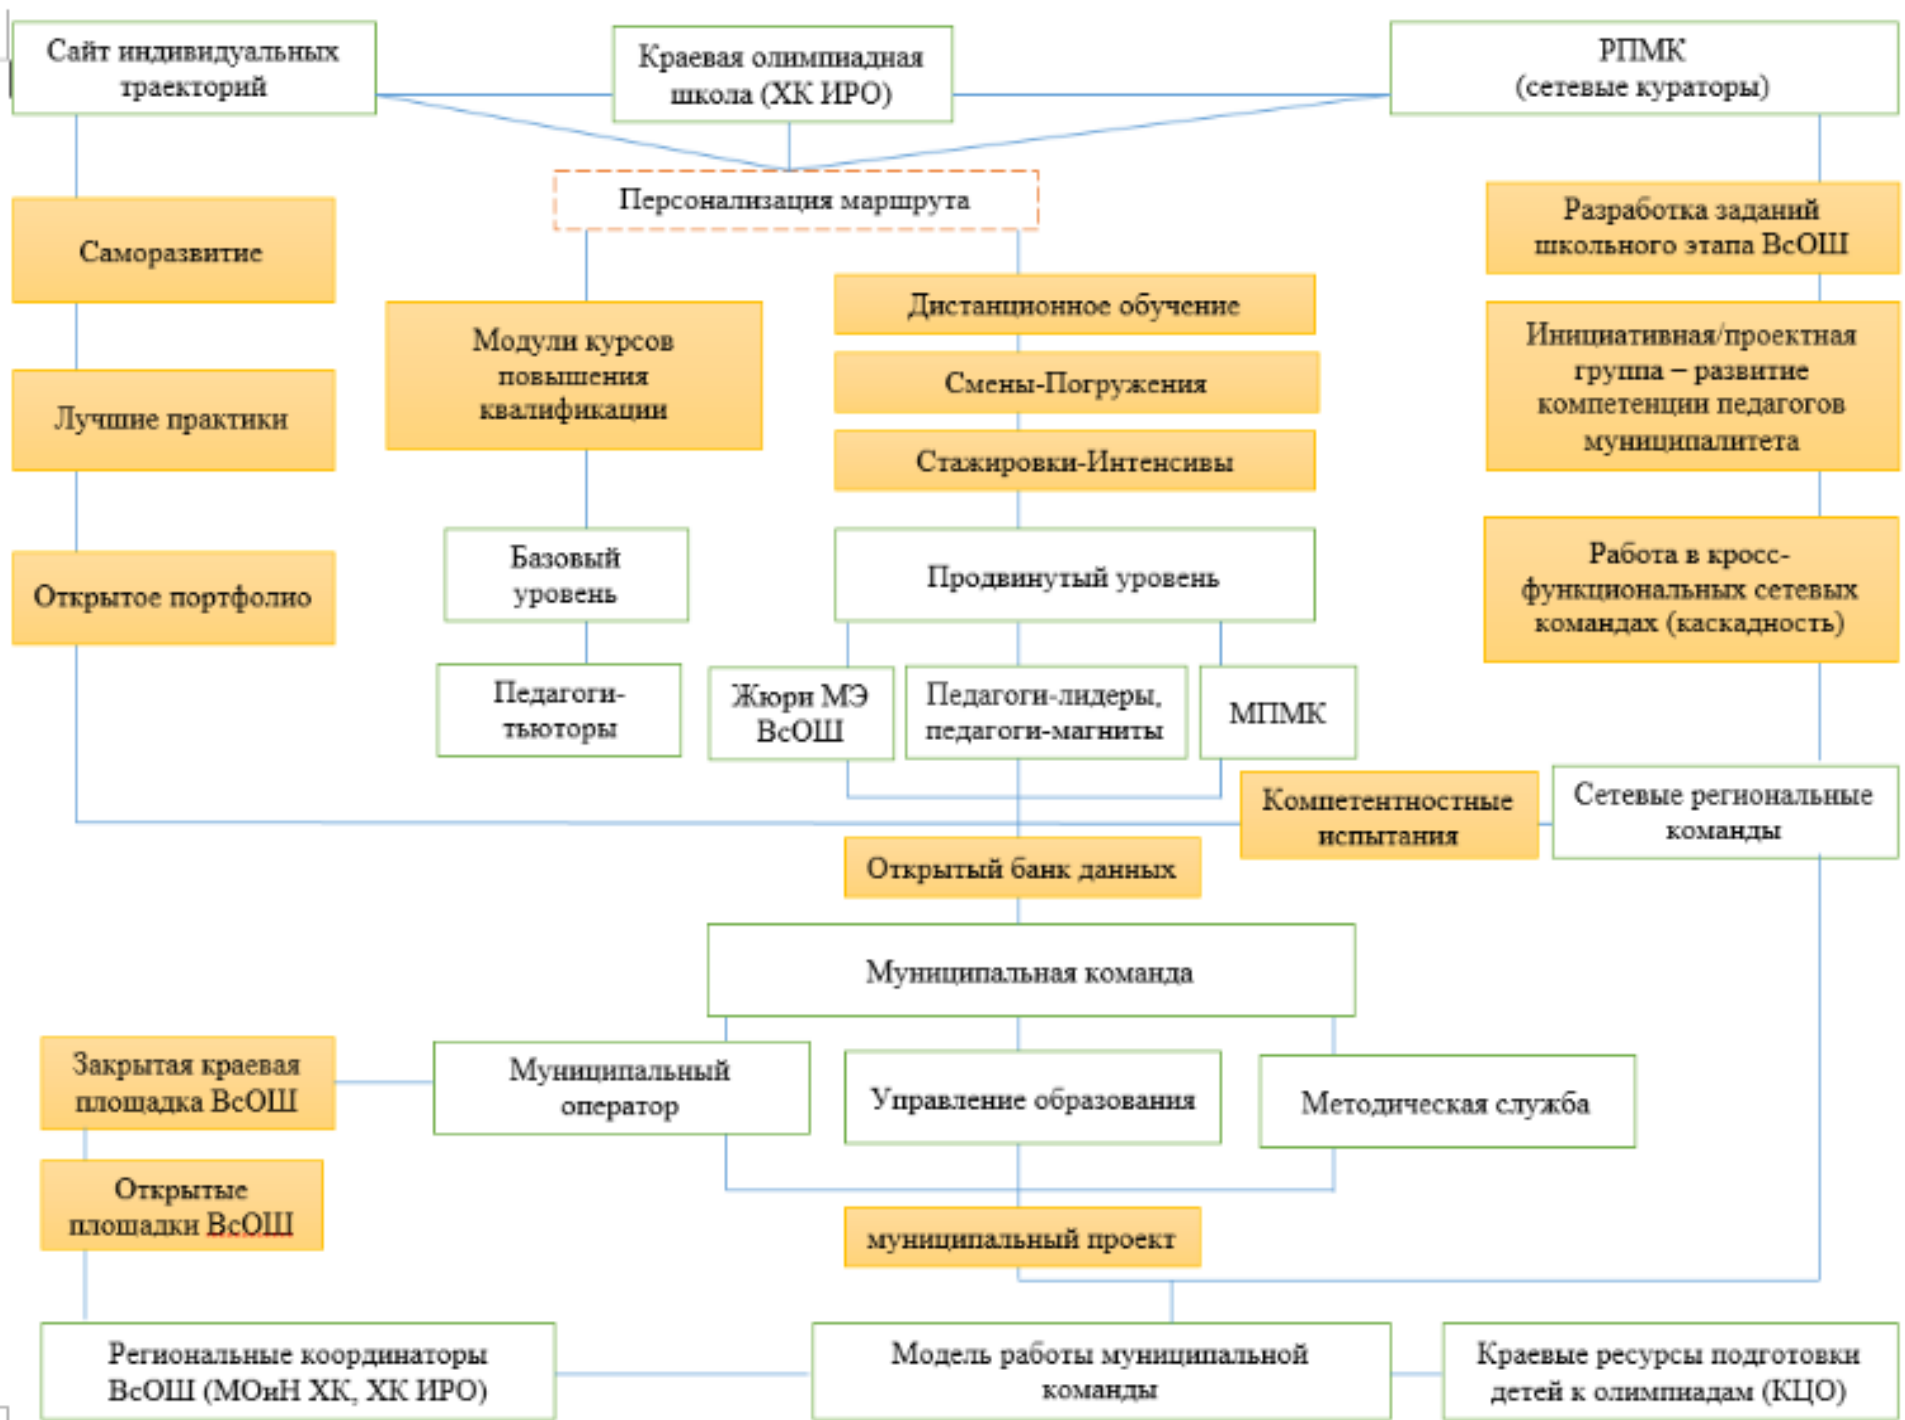 Сайт индивидуальных
траекторий
Краевая олимпиадная
школа (ХК ИРО)
РПМК
(сетевые кураторы)
Персонализация маршрута
Саморазвитие
Лучшие практики
Открытое портфолио
Модули курсов
повышения
квалификации
Базовый
уровень
Педагоги-
тьюторы
Дистанционное обучение
Смены-Погружения
Стажировки-Интенсивы
Продвинутый уровень
Жюри МЭ
ВсОШ
Педагоги-лидеры,
педагоги-магниты
МПМК
Разработка заданий
школьного этапа ВсОШ
Инициативная/проектная
группа – развитие
компетенции педагогов
муниципалитета
Работа в кросс-
функциональных сетевых
командах (каскадность)
Компетентностные
испытания
Сетевые региональные
команды
Открытый банк данных
Муниципальная команда
Закрытая краевая
площадка ВсОШ
Муниципальный
оператор
Управление образования
Методическая служба
Открытые
площадки ВсОШ
муниципальный проект
Региональные координаторы
ВсОШ (МОиН ХК, ХК ИРО)
Модель работы муниципальной
команды
Краевые ресурсы подготовки
детей к олимпиадам (КЦО)